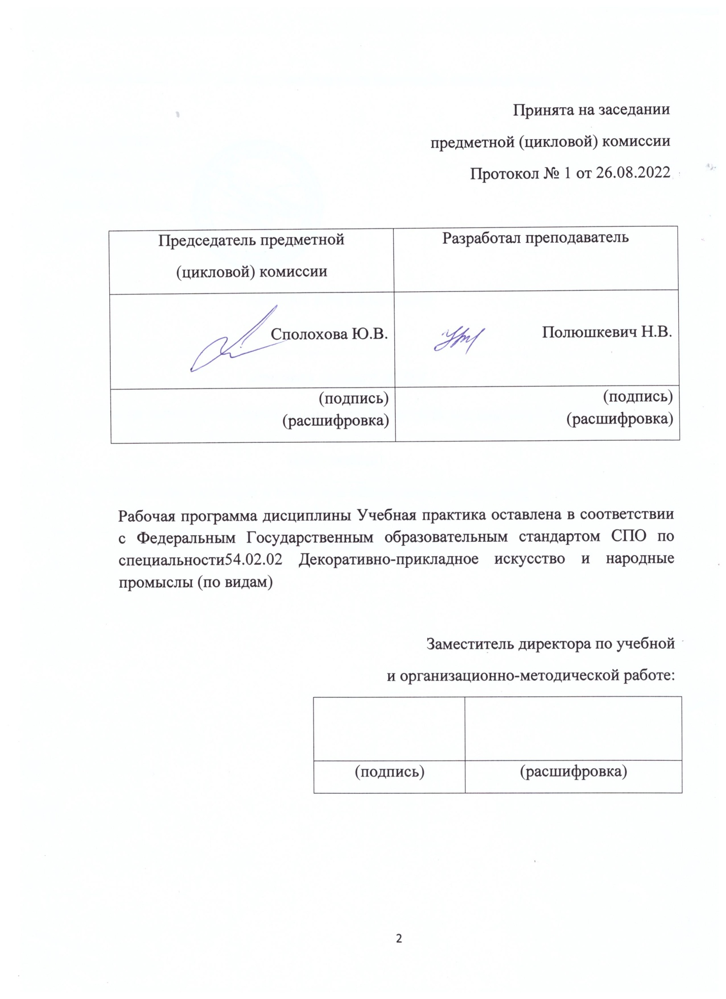 Принята на заседании
предметной (цикловой) комиссии
Протокол № 1 от 26.08.2022
Председатель предметной
(цикловой) комиссии
Разработал преподаватель
Сполохова Ю.В.
Полюшкевич Н.В.
(подпись)
(расшифровка)
(подпись)
(расшифровка)
Рабочая программа дисциплины Учебная практика оставлена в соответствии
с Федеральным Государственным образовательным стандартом СПО по
специальности54.02.02 Декоративно-прикладное искусство и народные
промыслы (по видам)
Заместитель директора по учебной
и организационно-методической работе:
(подпись)
(расшифровка)
2